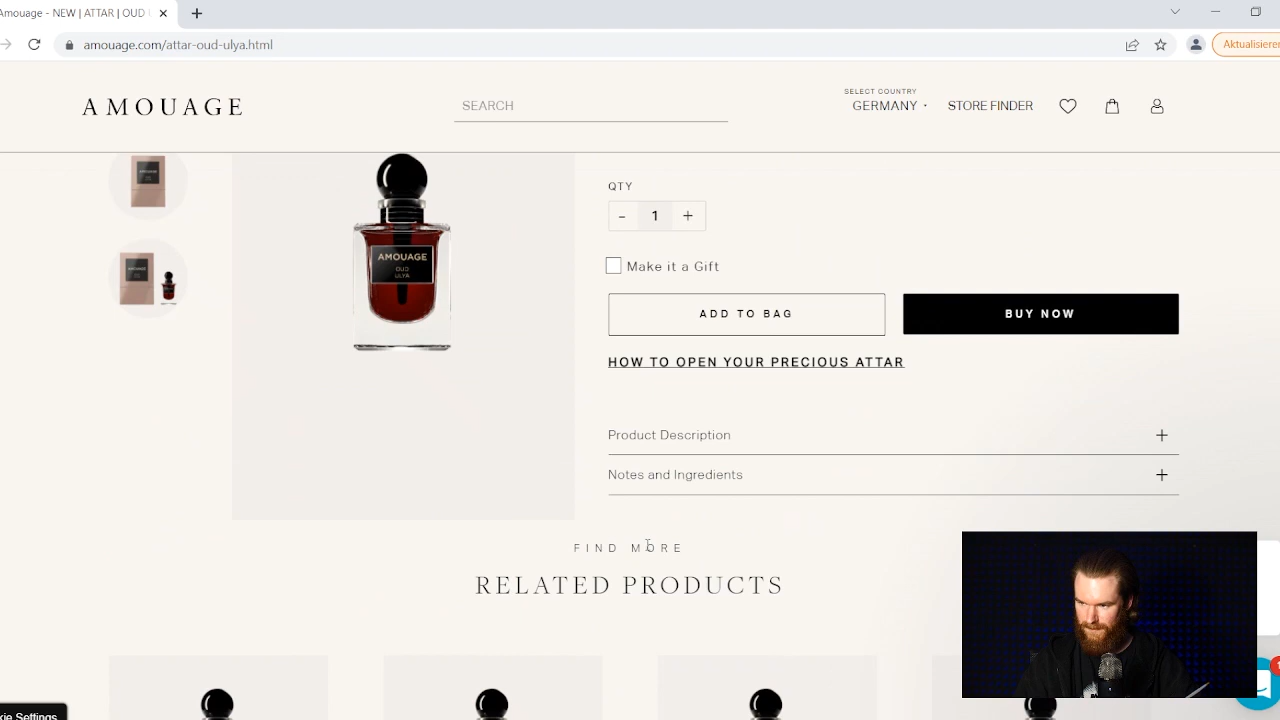 Amouage - NEW | ATTAR | OUD
amouage.com/attar-oud-ulya.html
Aktualisieren
AMOUAGE
SEARCH
SELECT COUNTRY
GERMANY
STORE FINDER
QTY
- 1 +
Make it a Gift
ADD TO BAG
BUY NOW
HOW TO OPEN YOUR PRECIOUS ATTAR
Product Description
Notes and Ingredients
AMOUAGE
OUD
ULYA
FIND MORE
RELATED PRODUCTS
kie Settings